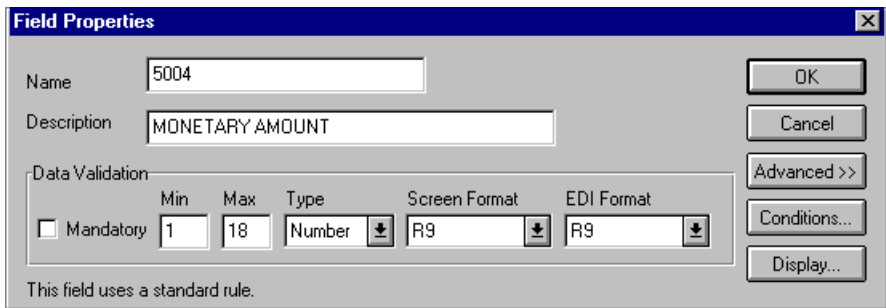 Field Properties
Name 5004 OK
Description MONETARY AMOUNT Cancel
Data Validation Advanced >>
Min Max Type Screen Format EDI Format
Mandatory 1 18 Number R9 R9 Conditions...
Display...
This field uses a standard rule.